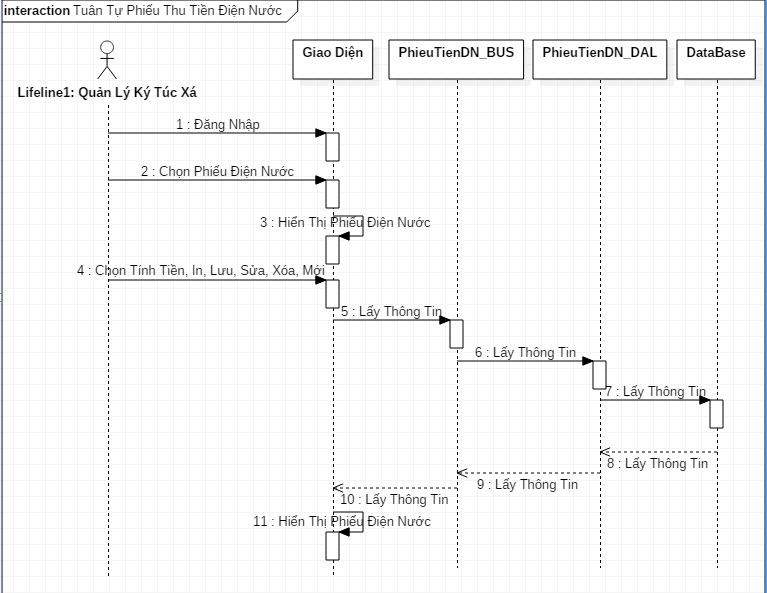 interaction Tuân Tự Phiếu Thu Tiền Điện Nước
Giao Diện
PhieuTienDN_BUS
PhieuTienDN_DAL
DataBase
Lifeline1: Quản Lý Ký Túc Xá
1 : Đăng Nhập
2 : Chọn Phiếu Điện Nước
3 : Hiển Thị Phiếu Điện Nước
4 : Chọn Tính Tiền, In, Lưu, Sửa, Xóa, Mới
5 : Lấy Thông Tin
6 : Lấy Thông Tin
7 : Lấy Thông Tin
8 : Lấy Thông Tin
9 : Lấy Thông Tin
10 : Lấy Thông Tin
11 : Hiển Thị Phiếu Điện Nước